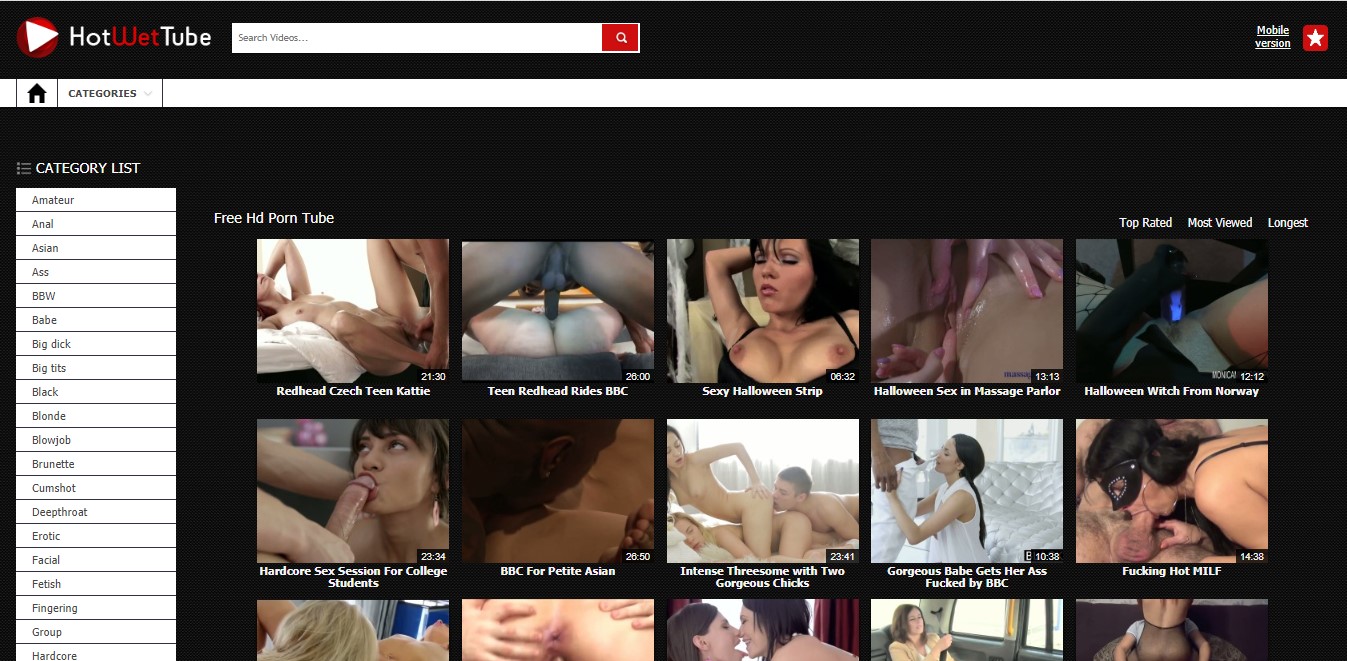 HotWetTube
Search Videos...
Mobile
version
CATEGORIES
CATEGORY LIST
Amateur
Anal
Asian
Ass
BBW
Babe
Big dick
Big tits
Black
Blonde
Blowjob
Brunette
Cumshot
Deepthroat
Erotic
Facial
Fetish
Fingering
Group
Hardcore
Free Hd Porn Tube
Top Rated Most Viewed Longest
21:30
26:00
06:32
13:13
MONICA
12:12
Redhead Czech Teen Kattie
Teen Redhead Rides BBC
Sexy Halloween Strip
Halloween Sex in Massage Parlor
Halloween Witch From Norway
23:34
26:50
23:41
10:38
14:38
Hardcore Sex Session For College
Students
BBC For Petite Asian
Intense Threesome with Two
Gorgeous Chicks
Gorgeous Babe Gets Her Ass
Fucked by BBC
Fucking Hot MILF